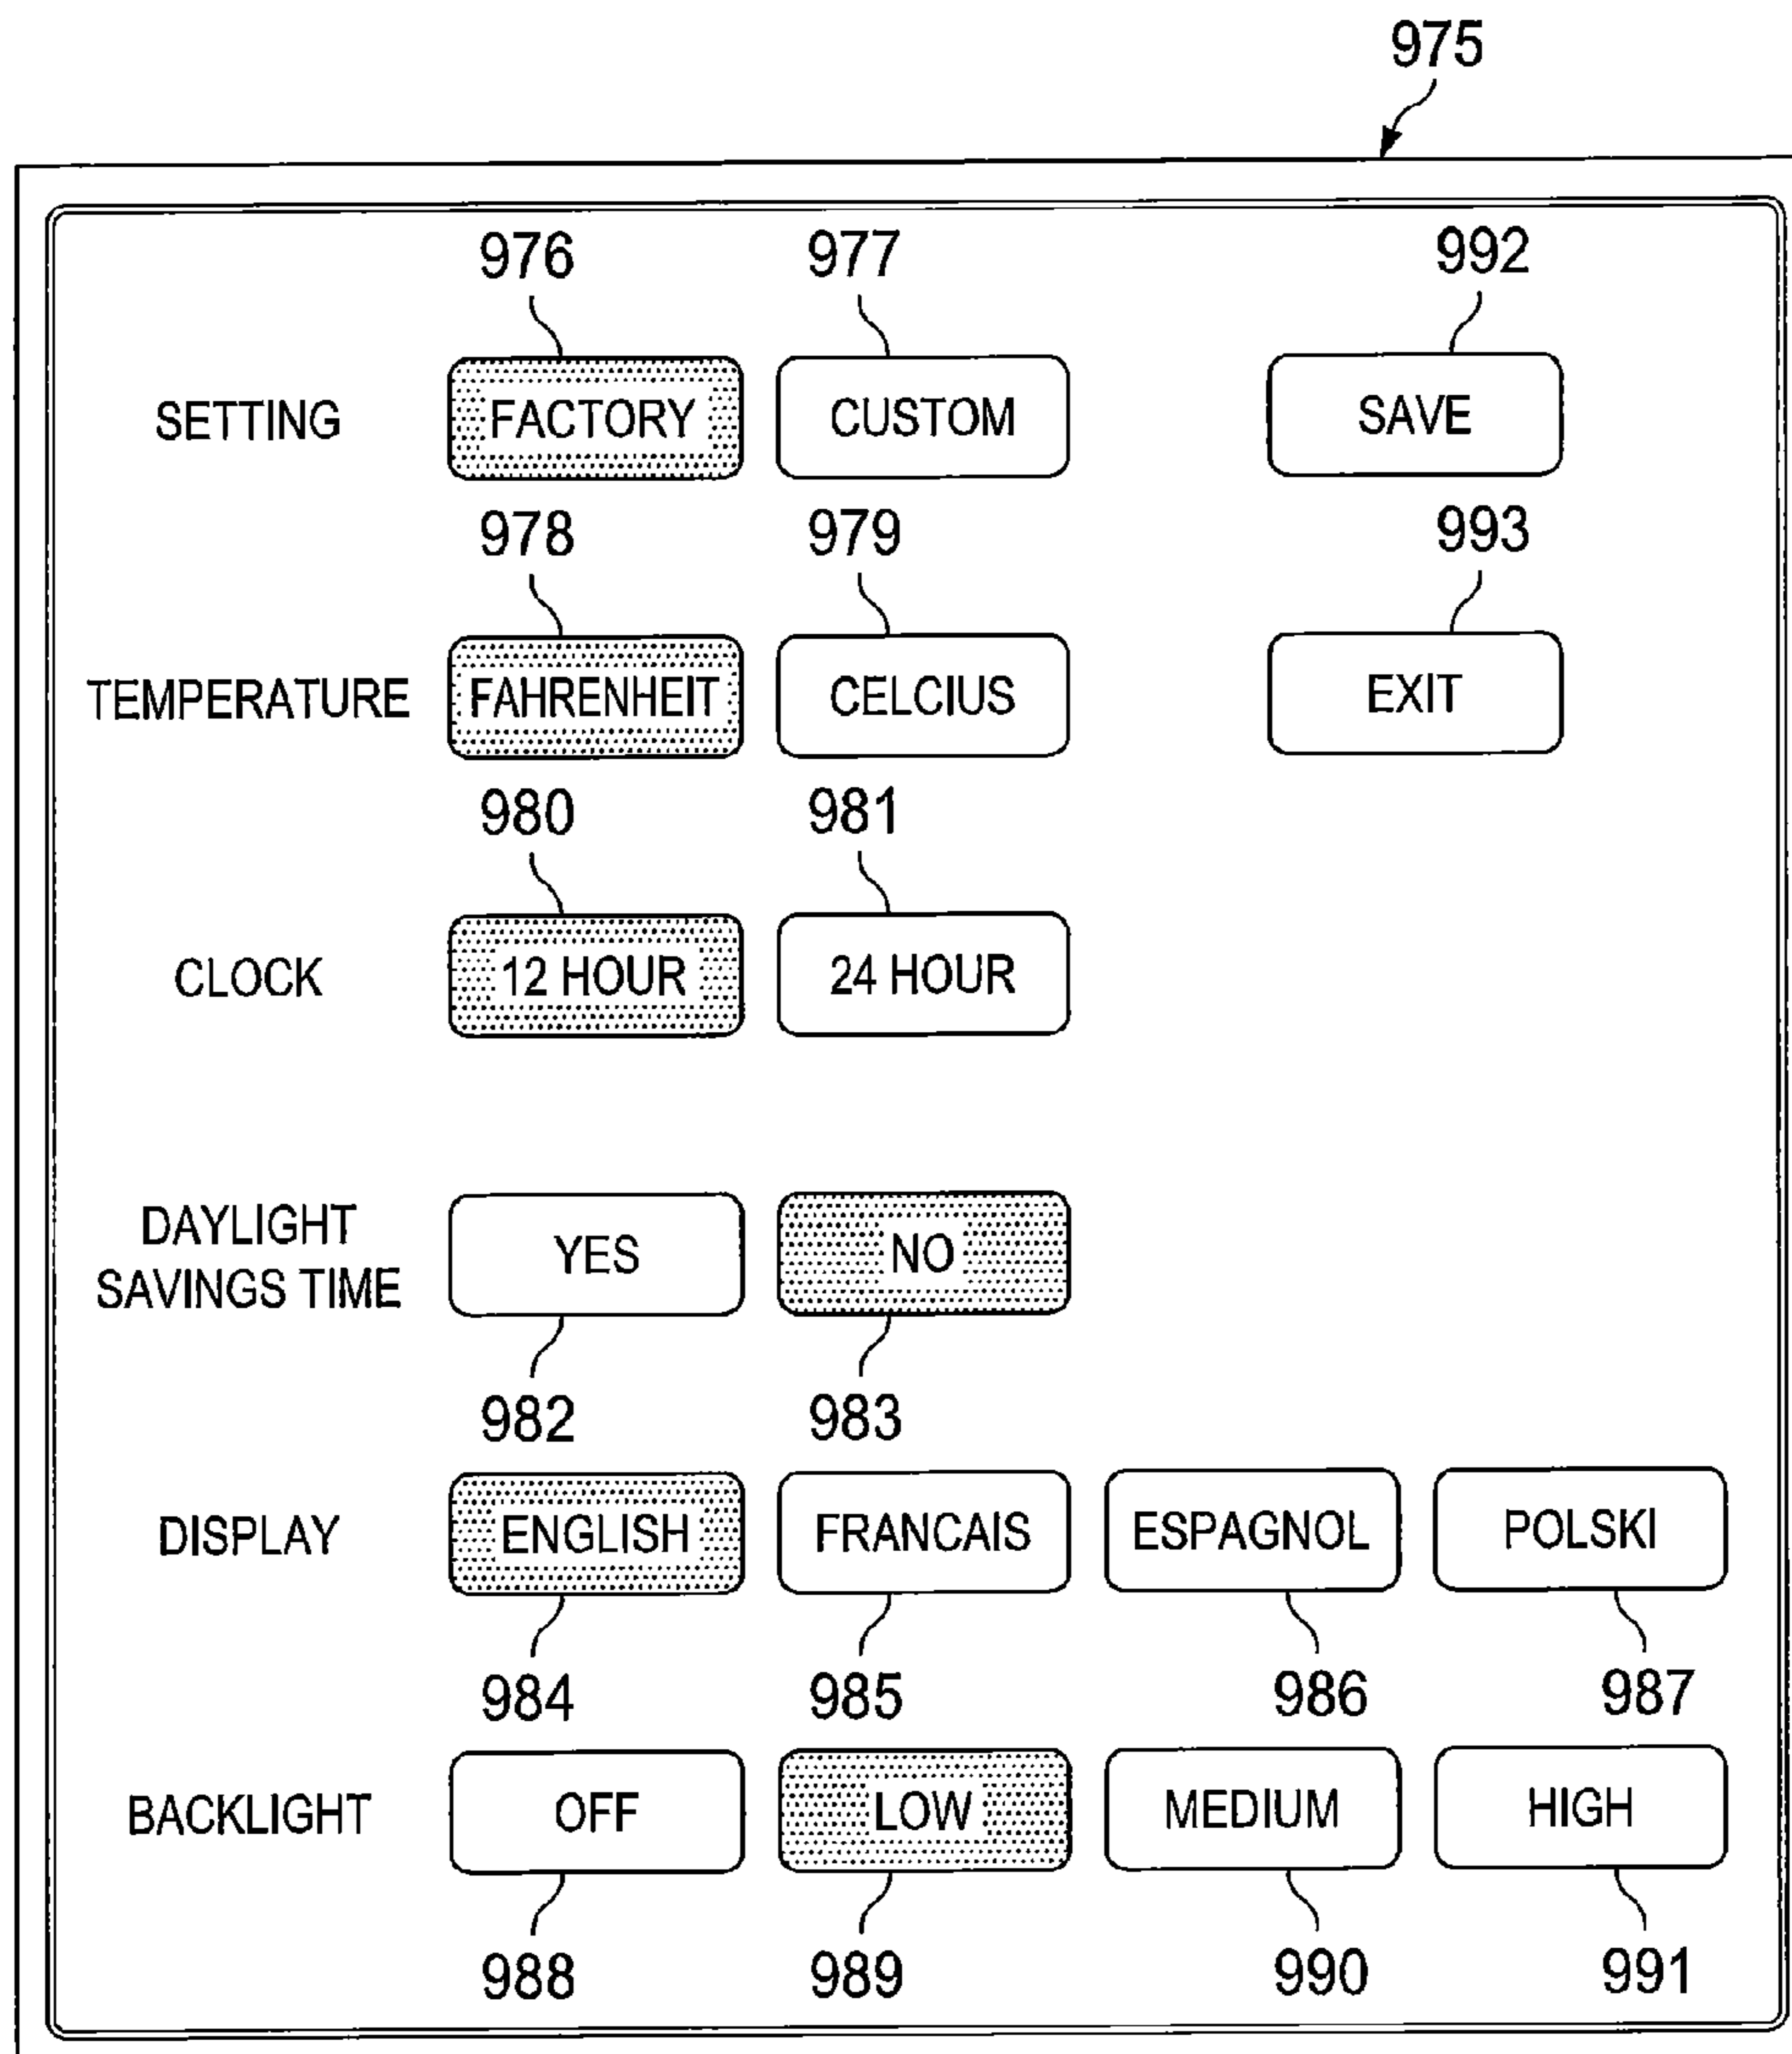 975
976 977 992
SETTING FACTORY CUSTOM SAVE
978 979 993
TEMPERATURE FAHRENHEIT CELCIUS EXIT
980 981
CLOCK 12 HOUR 24 HOUR
DAYLIGHT
SAVINGS TIME YES NO
982 983
DISPLAY ENGLISH FRANCAIS ESPAGNOL POLSKI
984 985 986 987
BACKLIGHT OFF LOW MEDIUM HIGH
988 989 990 991